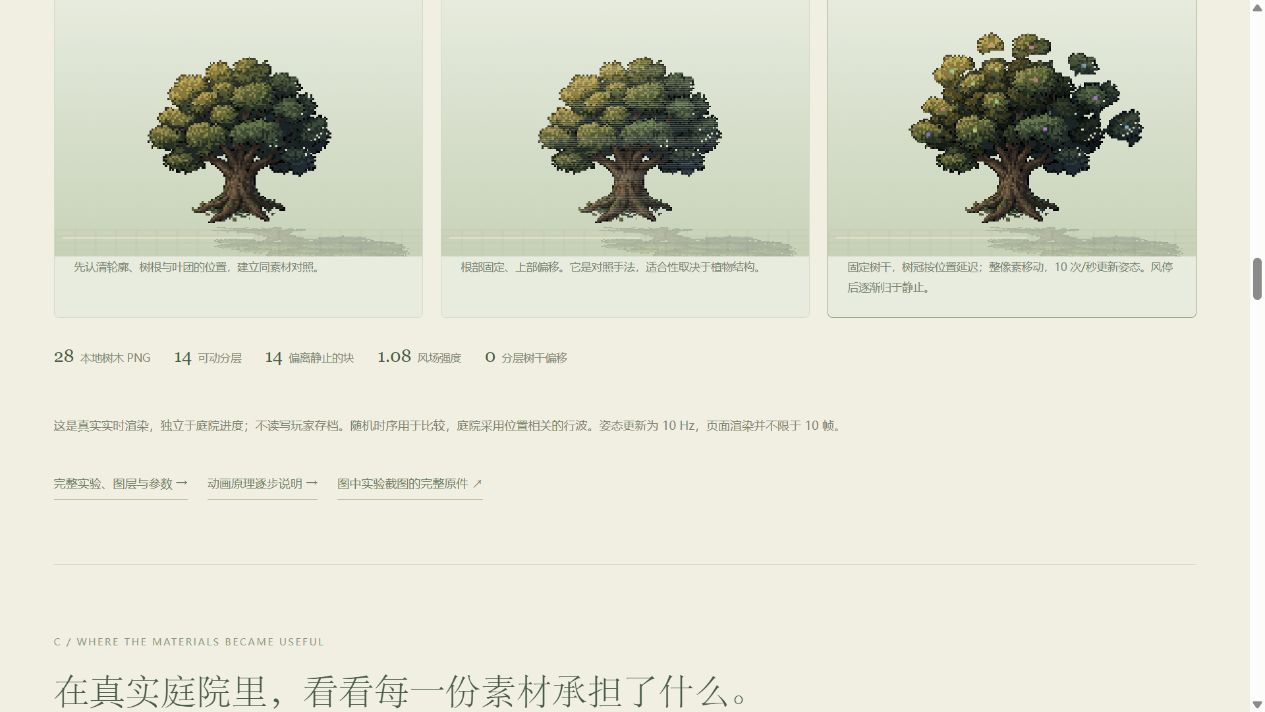 先认清轮廓、树根与叶团的位置，建立同素材对照。
根部固定、上部偏移。它是对照手法，适合性取决于植物结构。
固定树干，树冠按位置延迟；整像素移动，10 次/秒更新姿态。风停
后逐渐归于静止。
28 本地树木 PNG 14 可动分层 14 偏离静止的块 1.08 风场强度 0 分层树干偏移
这是真实实时渲染，独立于庭院进度；不读写玩家存档。随机时序用于比较，庭院采用位置相关的行波。姿态更新为 10 Hz，页面渲染并不限于 10 帧。
完整实验、图层与参数 → 动画原理逐步说明 → 图中实验截图的完整原件 ↗
C / WHERE THE MATERIALS BECAME USEFUL
在真实庭院里，看看每一份素材承担了什么。